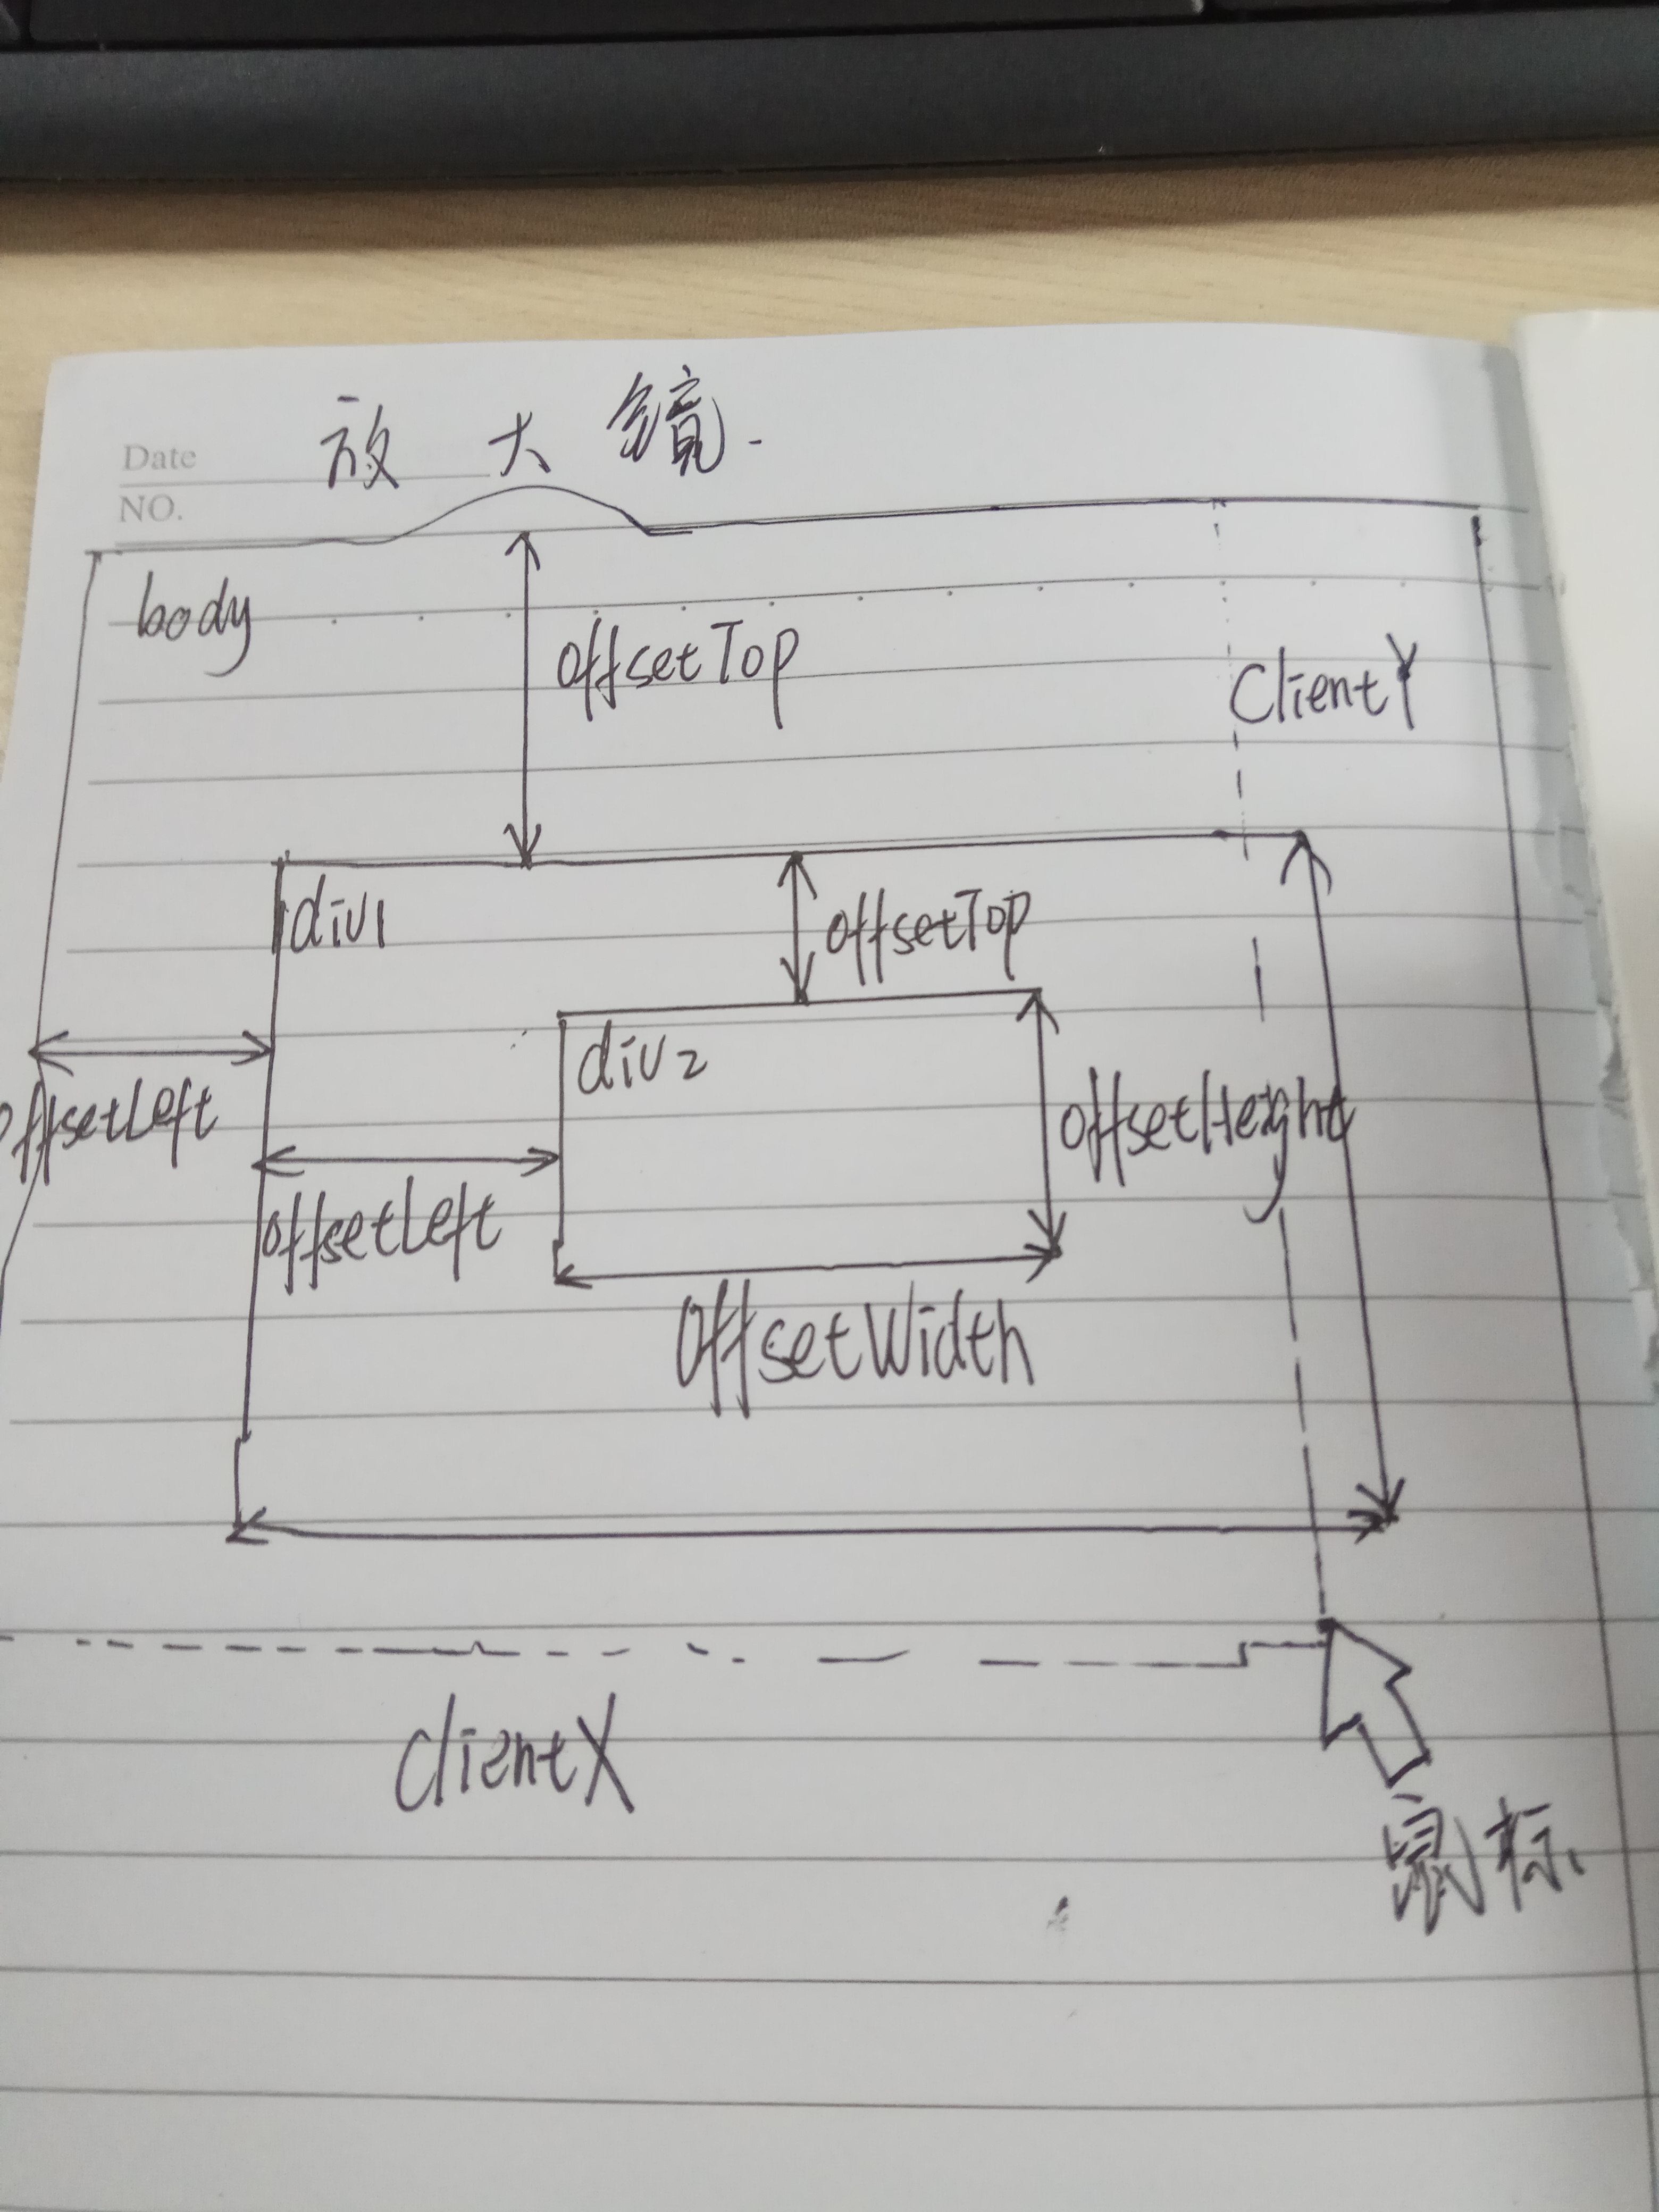 Date
放大镜.
NO.
body
offsetTop
ClientY
div1
offsetTop
div2
offsetLeft
offsetHeight
offsetLeft
offsetWidth
clientX
鼠标